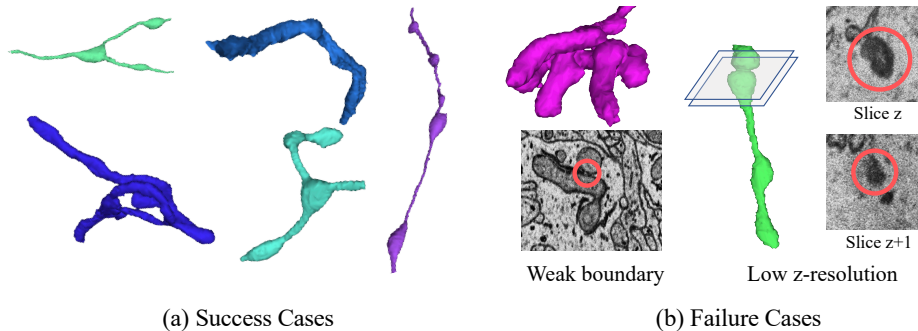 Slice z
Slice z+1
Weak boundary
Low z-resolution
(a) Success Cases
(b) Failure Cases